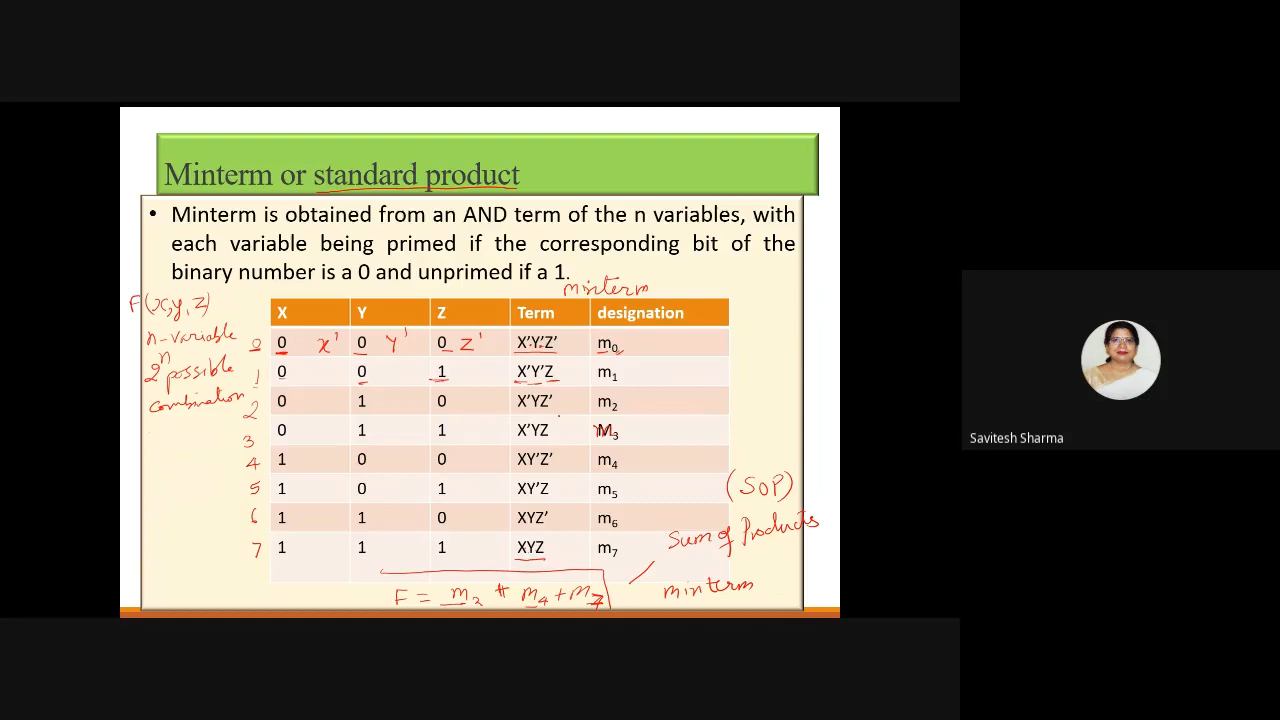 Minterm or standard product
• Minterm is obtained from an AND term of the n variables, with
each variable being primed if the corresponding bit of the
binary number is a 0 and unprimed if a 1.
minterm
F(x,y,z)
n-variable
2ⁿ possible
combination
X Y Z Term designation
0 0 x' 0 Y' 0 Z' X'Y'Z' m0
1 0 0 1 X'Y'Z m1
2 0 1 0 X'YZ' m2
3 0 1 1 X'YZ M3
4 1 0 0 XY'Z' m4
5 1 0 1 XY'Z m5
6 1 1 0 XYZ' m6
7 1 1 1 XYZ m7
(SOP)
Sum of Products
minterm
F = m2 + m4 + m7
Savitesh Sharma